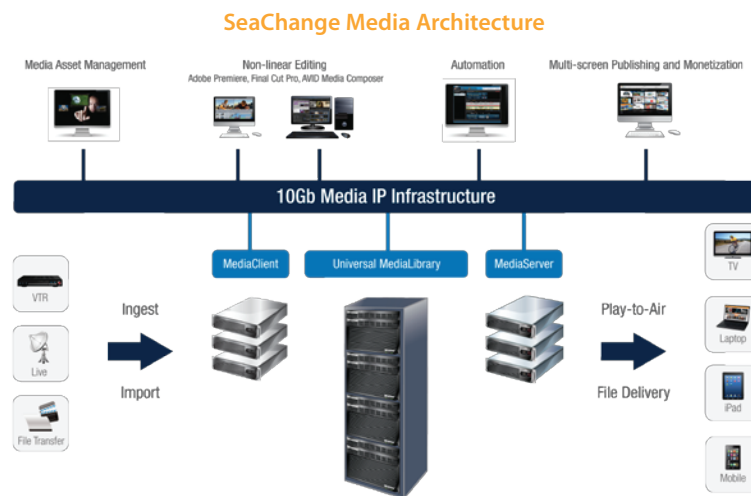 SeaChange Media Architecture
Media Asset Management
Non-linear Editing
Adobe Premiere, Final Cut Pro, AVID Media Composer
Automation
Multi-screen Publishing and Monetization
10Gb Media IP Infrastructure
MediaClient
Universal MediaLibrary
MediaServer
VTR
Live
File Transfer
Ingest
Import
Play-to-Air
File Delivery
TV
Laptop
iPad
Mobile